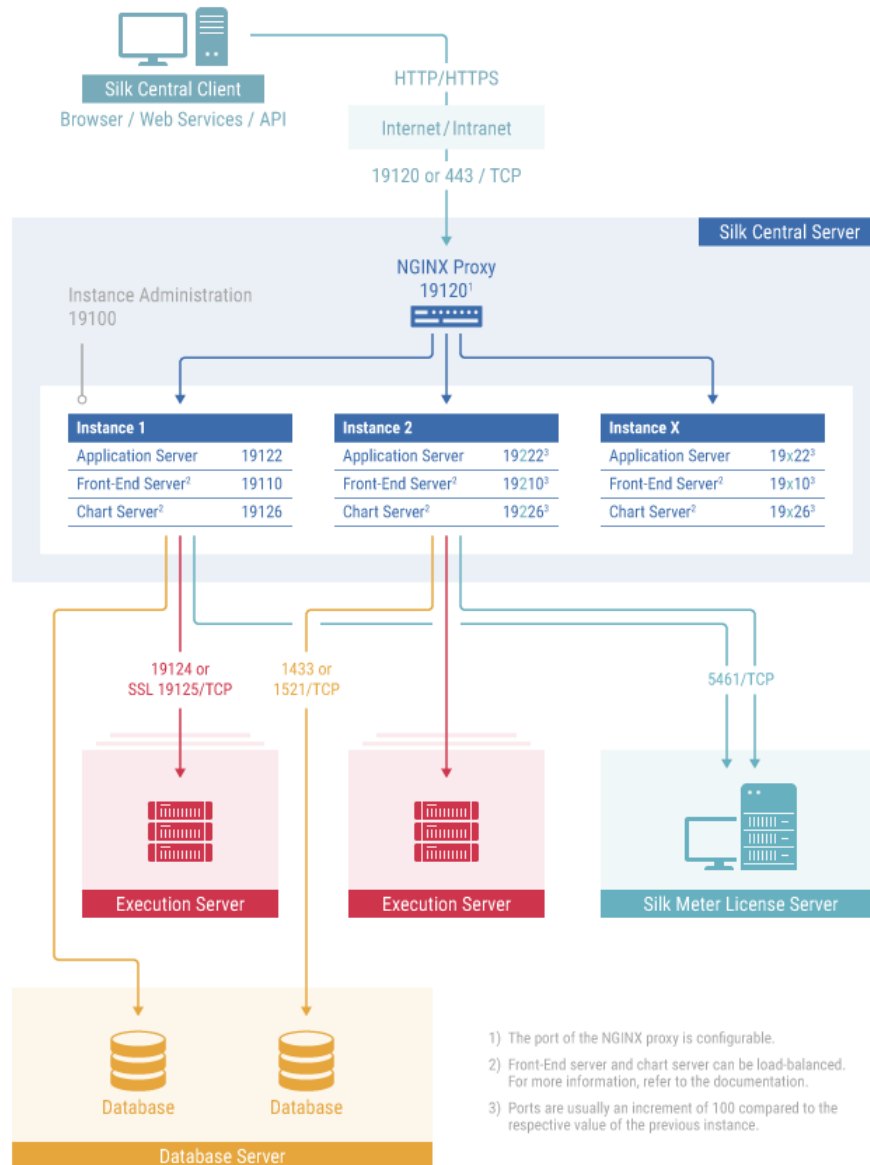 Silk Central Client
Browser / Web Services / API
HTTP/HTTPS
Internet/Intranet
19120 or 443 / TCP
Silk Central Server
NGINX Proxy
19120¹
Instance Administration
19100
Instance 1
Application Server 19122
Front-End Server² 19110
Chart Server² 19126
Instance 2
Application Server 19222³
Front-End Server² 19210³
Chart Server² 19226³
Instance X
Application Server 19x22³
Front-End Server² 19x10³
Chart Server² 19x26³
19124 or
SSL 19125/TCP
1433 or
1521/TCP
5461/TCP
Execution Server
Execution Server
Silk Meter License Server
Database
Database
Database Server
1) The port of the NGINX proxy is configurable.
2) Front-End server and chart server can be load-balanced.
For more information, refer to the documentation.
3) Ports are usually an increment of 100 compared to the
respective value of the previous instance.